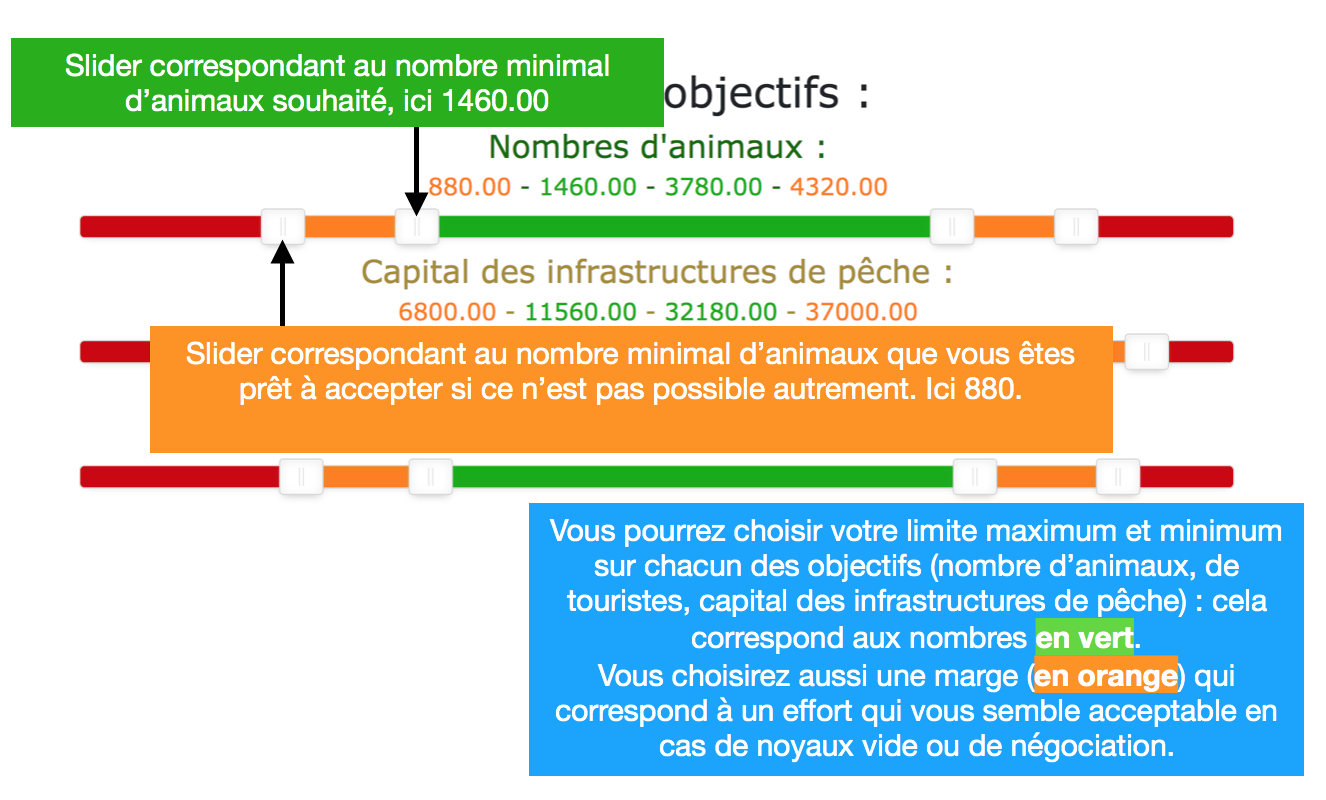 Slider correspondant au nombre minimal
d’animaux souhaité, ici 1460.00
objectifs :
Nombres d'animaux :
880.00 - 1460.00 - 3780.00 - 4320.00
Capital des infrastructures de pêche :
6800.00 - 11560.00 - 32180.00 - 37000.00
Slider correspondant au nombre minimal d’animaux que vous êtes
prêt à accepter si ce n’est pas possible autrement. Ici 880.
Vous pourrez choisir votre limite maximum et minimum
sur chacun des objectifs (nombre d’animaux, de
touristes, capital des infrastructures de pêche) : cela
correspond aux nombres en vert.
Vous choisirez aussi une marge (en orange) qui
correspond à un effort qui vous semble acceptable en
cas de noyaux vide ou de négociation.